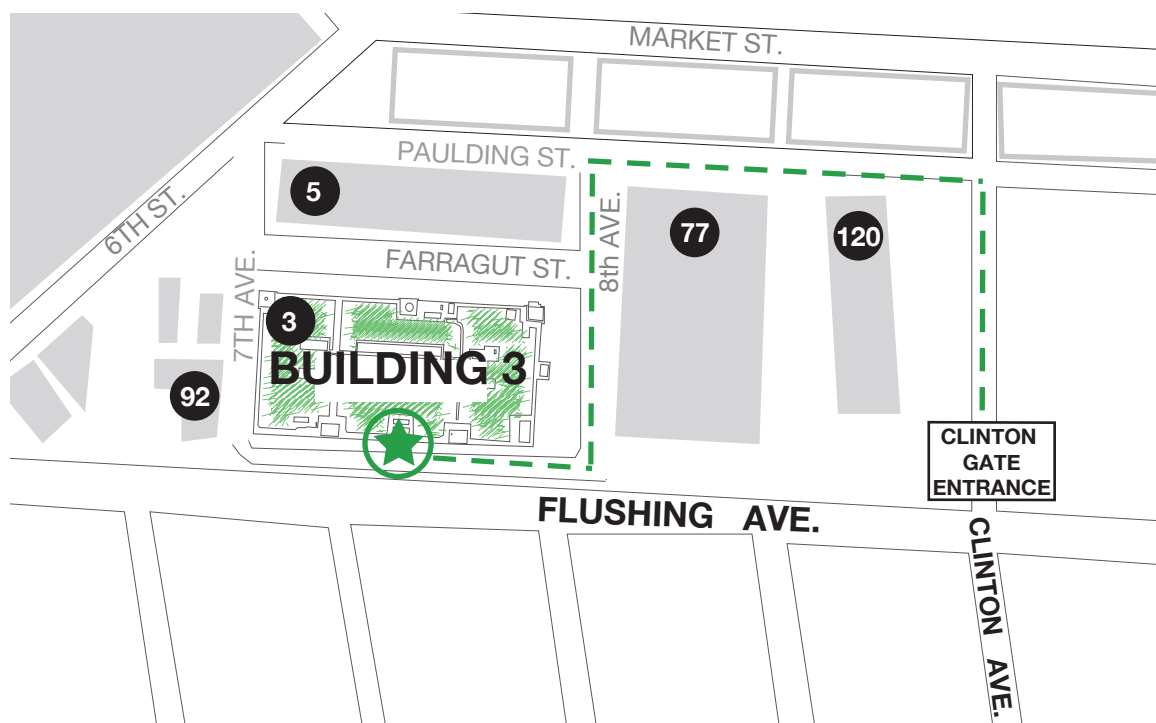 MARKET ST.
PAULDING ST.
5
6TH ST.
77
120
8th AVE.
FARRAGUT ST.
7TH AVE.
3
BUILDING 3
92
CLINTON
GATE
ENTRANCE
FLUSHING AVE.
CLINTON AVE.